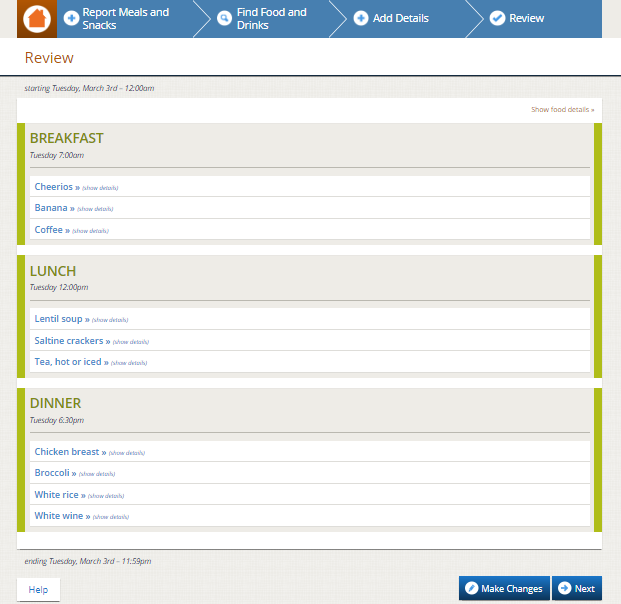 Report Meals and
Snacks
Find Food and
Drinks
Add Details
Review
Review
starting Tuesday, March 3rd – 12:00am
Show food details »
BREAKFAST
Tuesday 7:00am
Cheerios » (show details)
Banana » (show details)
Coffee » (show details)
LUNCH
Tuesday 12:00pm
Lentil soup » (show details)
Saltine crackers » (show details)
Tea, hot or iced » (show details)
DINNER
Tuesday 6:30pm
Chicken breast » (show details)
Broccoli » (show details)
White rice » (show details)
White wine » (show details)
ending Tuesday, March 3rd – 11:59pm
Help
Make Changes
Next